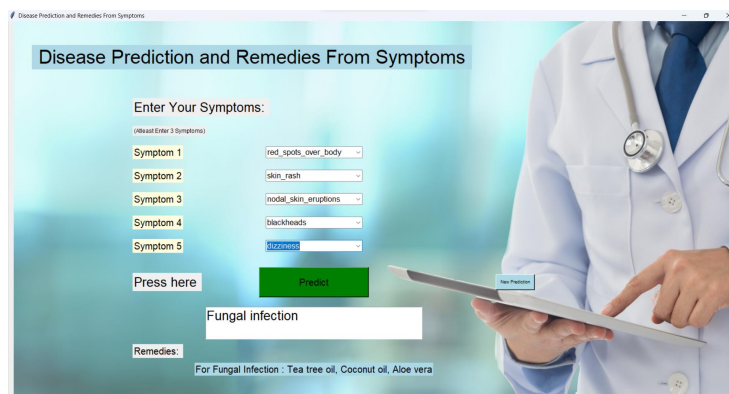 Disease Prediction and Remedies From Symptoms
Disease Prediction and Remedies From Symptoms
Enter Your Symptoms:
(Atleast Enter 3 Symptoms)
Symptom 1 red_spots_over_body
Symptom 2 skin_rash
Symptom 3 nodal_skin_eruptions
Symptom 4 blackheads
Symptom 5 dizziness
Press here Predict New Prediction
Fungal infection
Remedies:
For Fungal Infection : Tea tree oil, Coconut oil, Aloe vera